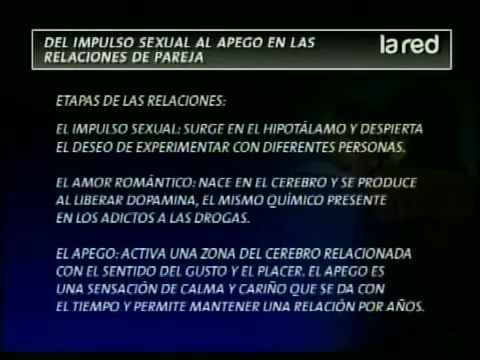 DEL IMPULSO SEXUAL AL APEGO EN LAS
RELACIONES DE PAREJA
la red
ETAPAS DE LAS RELACIONES:
EL IMPULSO SEXUAL: SURGE EN EL HIPOTÁLAMO Y DESPIERTA
EL DESEO DE EXPERIMENTAR CON DIFERENTES PERSONAS.
EL AMOR ROMÁNTICO: NACE EN EL CEREBRO Y SE PRODUCE
AL LIBERAR DOPAMINA, EL MISMO QUÍMICO PRESENTE
EN LOS ADICTOS A LAS DROGAS.
EL APEGO: ACTIVA UNA ZONA DEL CEREBRO RELACIONADA
CON EL SENTIDO DEL GUSTO Y EL PLACER. EL APEGO ES
UNA SENSACIÓN DE CALMA Y CARIÑO QUE SE DA CON
EL TIEMPO Y PERMITE MANTENER UNA RELACIÓN POR AÑOS.